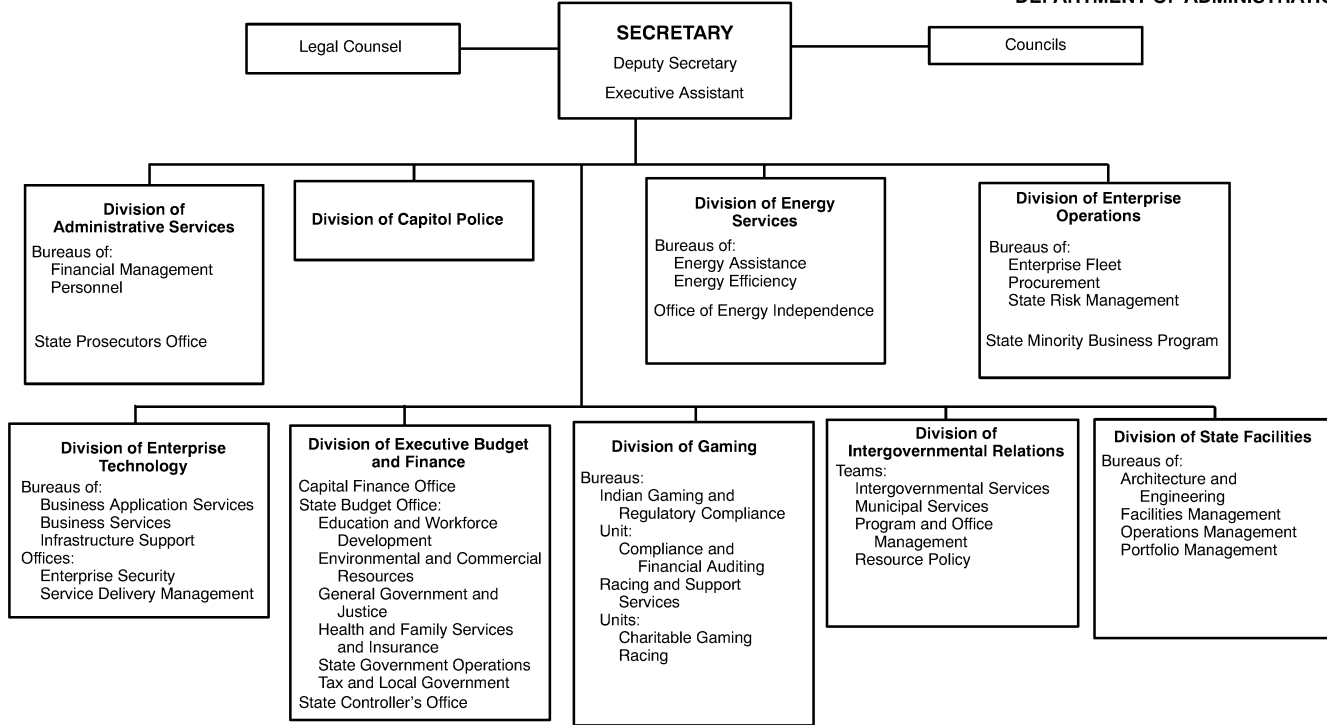 DEPARTMENT OF ADMINISTRATIO
Legal Counsel
SECRETARY
Deputy Secretary
Executive Assistant
Councils
Division of
Administrative Services
Bureaus of:
Financial Management
Personnel
State Prosecutors Office
Division of Capitol Police
Division of Energy
Services
Bureaus of:
Energy Assistance
Energy Efficiency
Office of Energy Independence
Division of Enterprise
Operations
Bureaus of:
Enterprise Fleet
Procurement
State Risk Management
State Minority Business Program
Division of Enterprise
Technology
Bureaus of:
Business Application Services
Business Services
Infrastructure Support
Offices:
Enterprise Security
Service Delivery Management
Division of Executive Budget
and Finance
Capital Finance Office
State Budget Office:
Education and Workforce
Development
Environmental and Commercial
Resources
General Government and
Justice
Health and Family Services
and Insurance
State Government Operations
Tax and Local Government
State Controller's Office
Division of Gaming
Bureaus:
Indian Gaming and
Regulatory Compliance
Unit:
Compliance and
Financial Auditing
Racing and Support
Services
Units:
Charitable Gaming
Racing
Division of
Intergovernmental Relations
Teams:
Intergovernmental Services
Municipal Services
Program and Office
Management
Resource Policy
Division of State Facilities
Bureaus of:
Architecture and
Engineering
Facilities Management
Operations Management
Portfolio Management